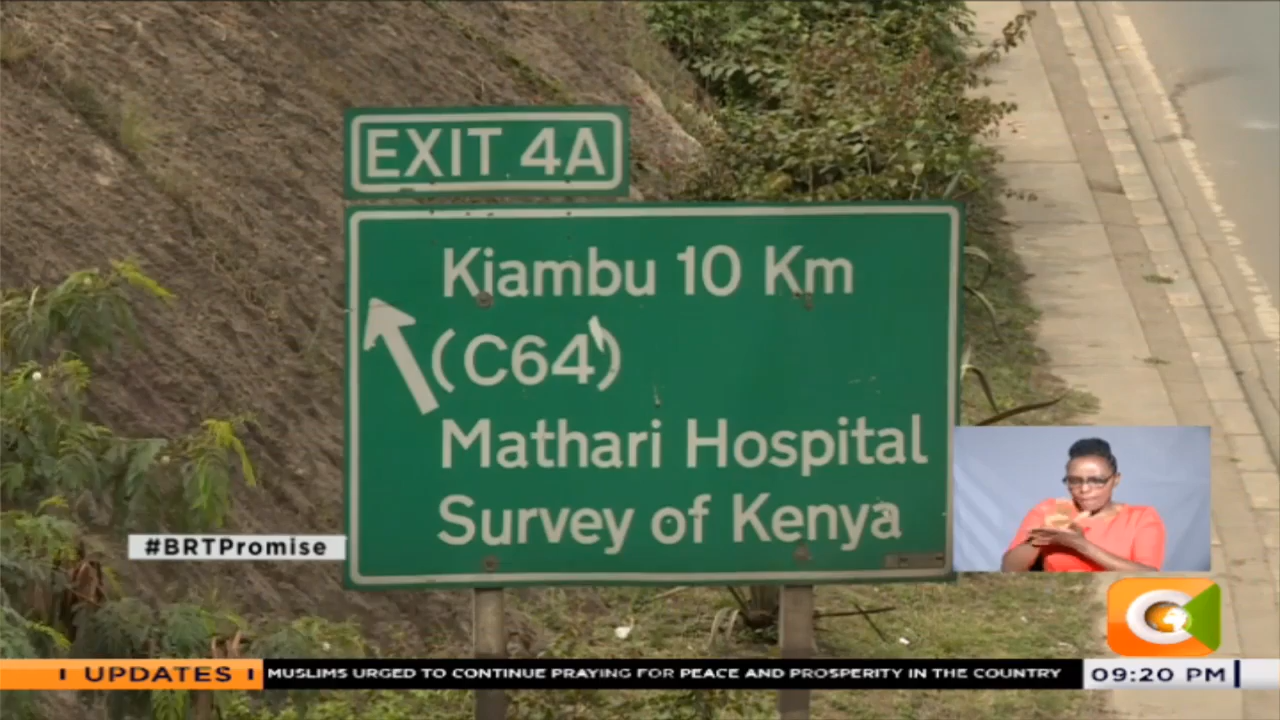 EXIT 4A
Kiambu 10 Km
(C64)
Mathari Hospital
Survey of Kenya
#BRTPromise
UPDATES
MUSLIMS URGED TO CONTINUE PRAYING FOR PEACE AND PROSPERITY IN THE COUNTRY
09:20 PM